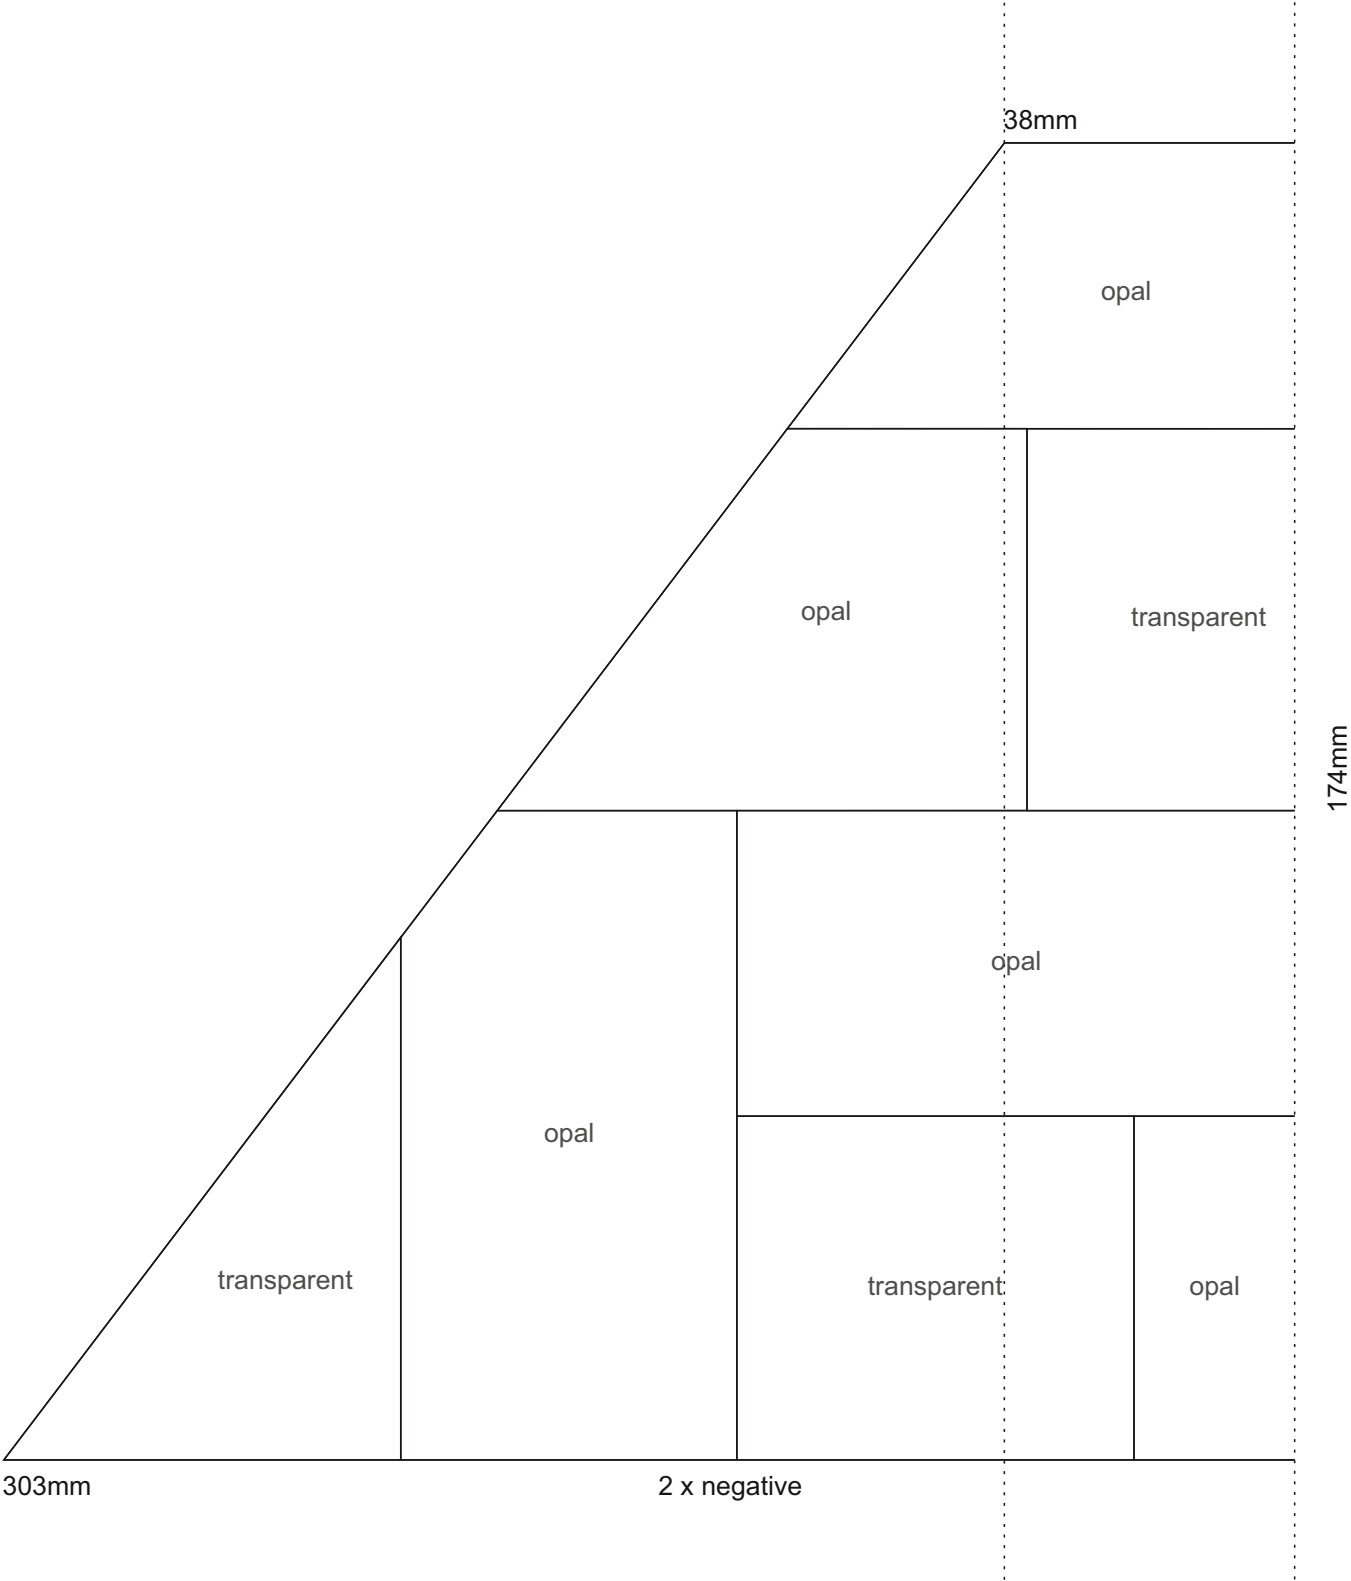 38mm
opal
opal
transparent
174mm
opal
opal
transparent
transparent
opal
303mm
2 x negative